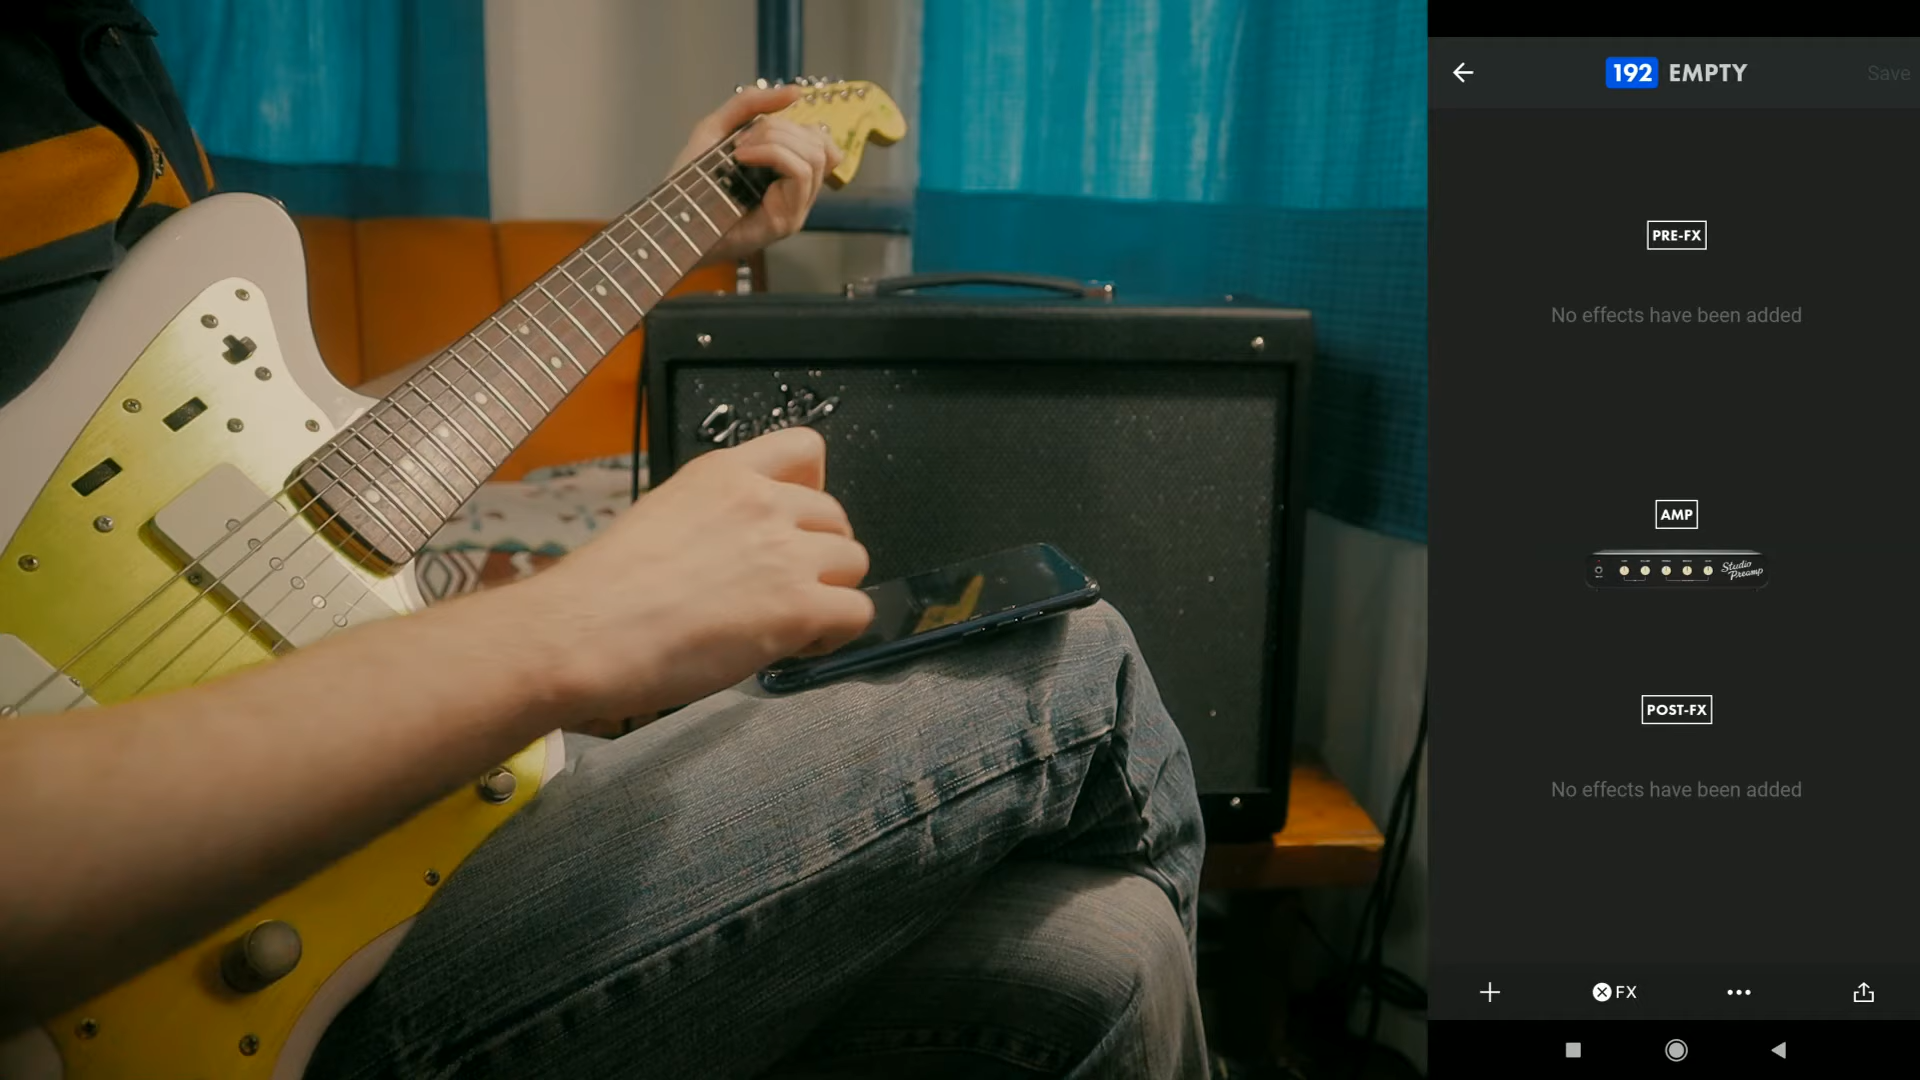 Fender
192 EMPTY
Save
PRE-FX
No effects have been added
AMP
Studio
Preamp
POST-FX
No effects have been added
FX